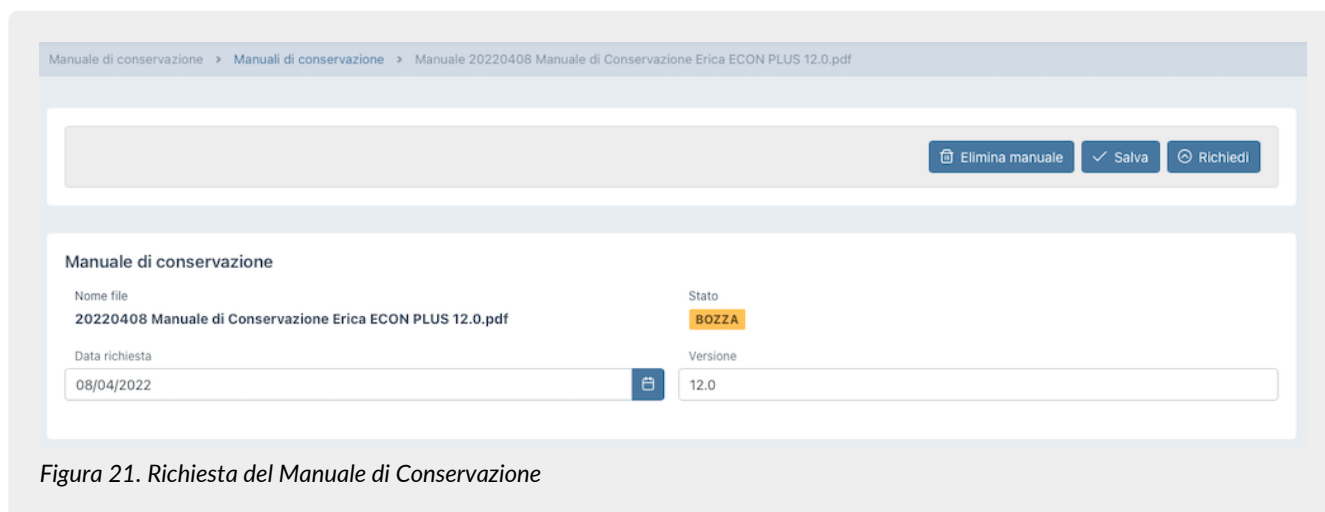 Manuale di conservazione > Manuali di conservazione > Manuale 20220408 Manuale di Conservazione Erica ECON PLUS 12.0.pdf
Elimina manuale Salva Richiedi
Manuale di conservazione
Nome file Stato
20220408 Manuale di Conservazione Erica ECON PLUS 12.0.pdf BOZZA
Data richiesta Versione
08/04/2022 12.0
Figura 21. Richiesta del Manuale di Conservazione